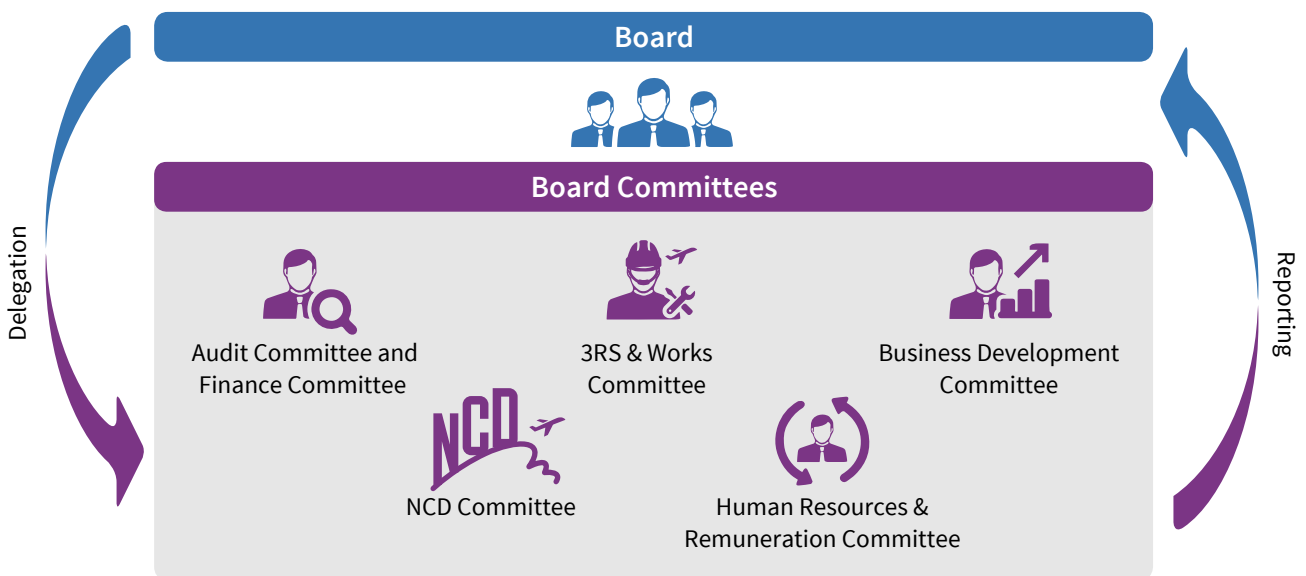 Board
Board Committees
Delegation
Reporting
Audit Committee and
Finance Committee
3RS & Works
Committee
Business Development
Committee
NCD
NCD Committee
Human Resources &
Remuneration Committee